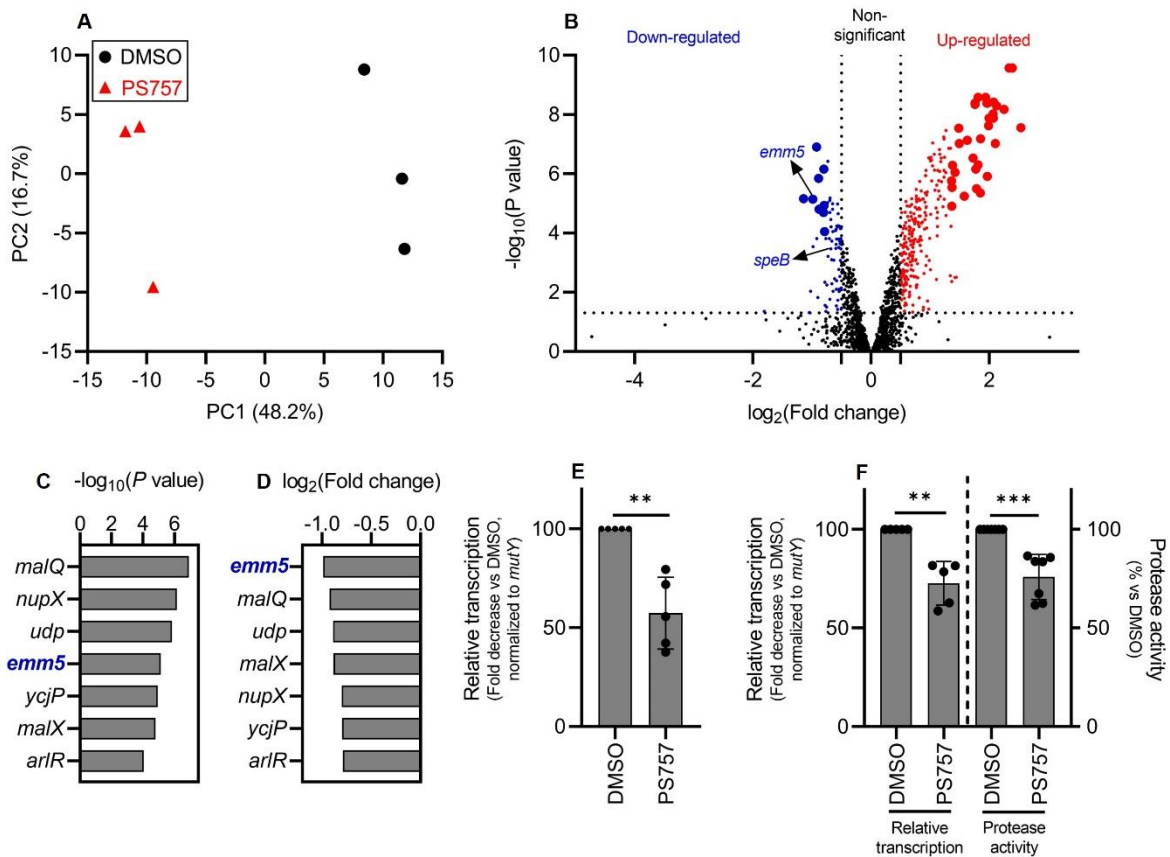 A
DMSO
PS757
10
5
0
-5
-10
-15
-15
-10
-5
0
5
10
15
PC2 (16.7%)
PC1 (48.2%)
B
Down-regulated
Non-
significant
Up-regulated
10
8
6
4
2
0
-4
-2
0
2
-log10(P value)
log2(Fold change)
emm5
speB
C
-log10(P value)
0
2
4
6
malQ
nupX
udp
emm5
ycjP
malX
arlR
D
log2(Fold change)
-1.0
-0.5
0.0
emm5
malQ
udp
malX
nupX
ycjP
arlR
E
**
Relative transcription
(Fold decrease vs DMSO,
normalized to mutY)
100
50
0
DMSO
PS757
F
**
***
Relative transcription
(Fold decrease vs DMSO,
normalized to mutY)
100
50
0
DMSO
PS757
DMSO
PS757
Relative
transcription
Protease
activity
100
50
0
Protease activity
(% vs DMSO)